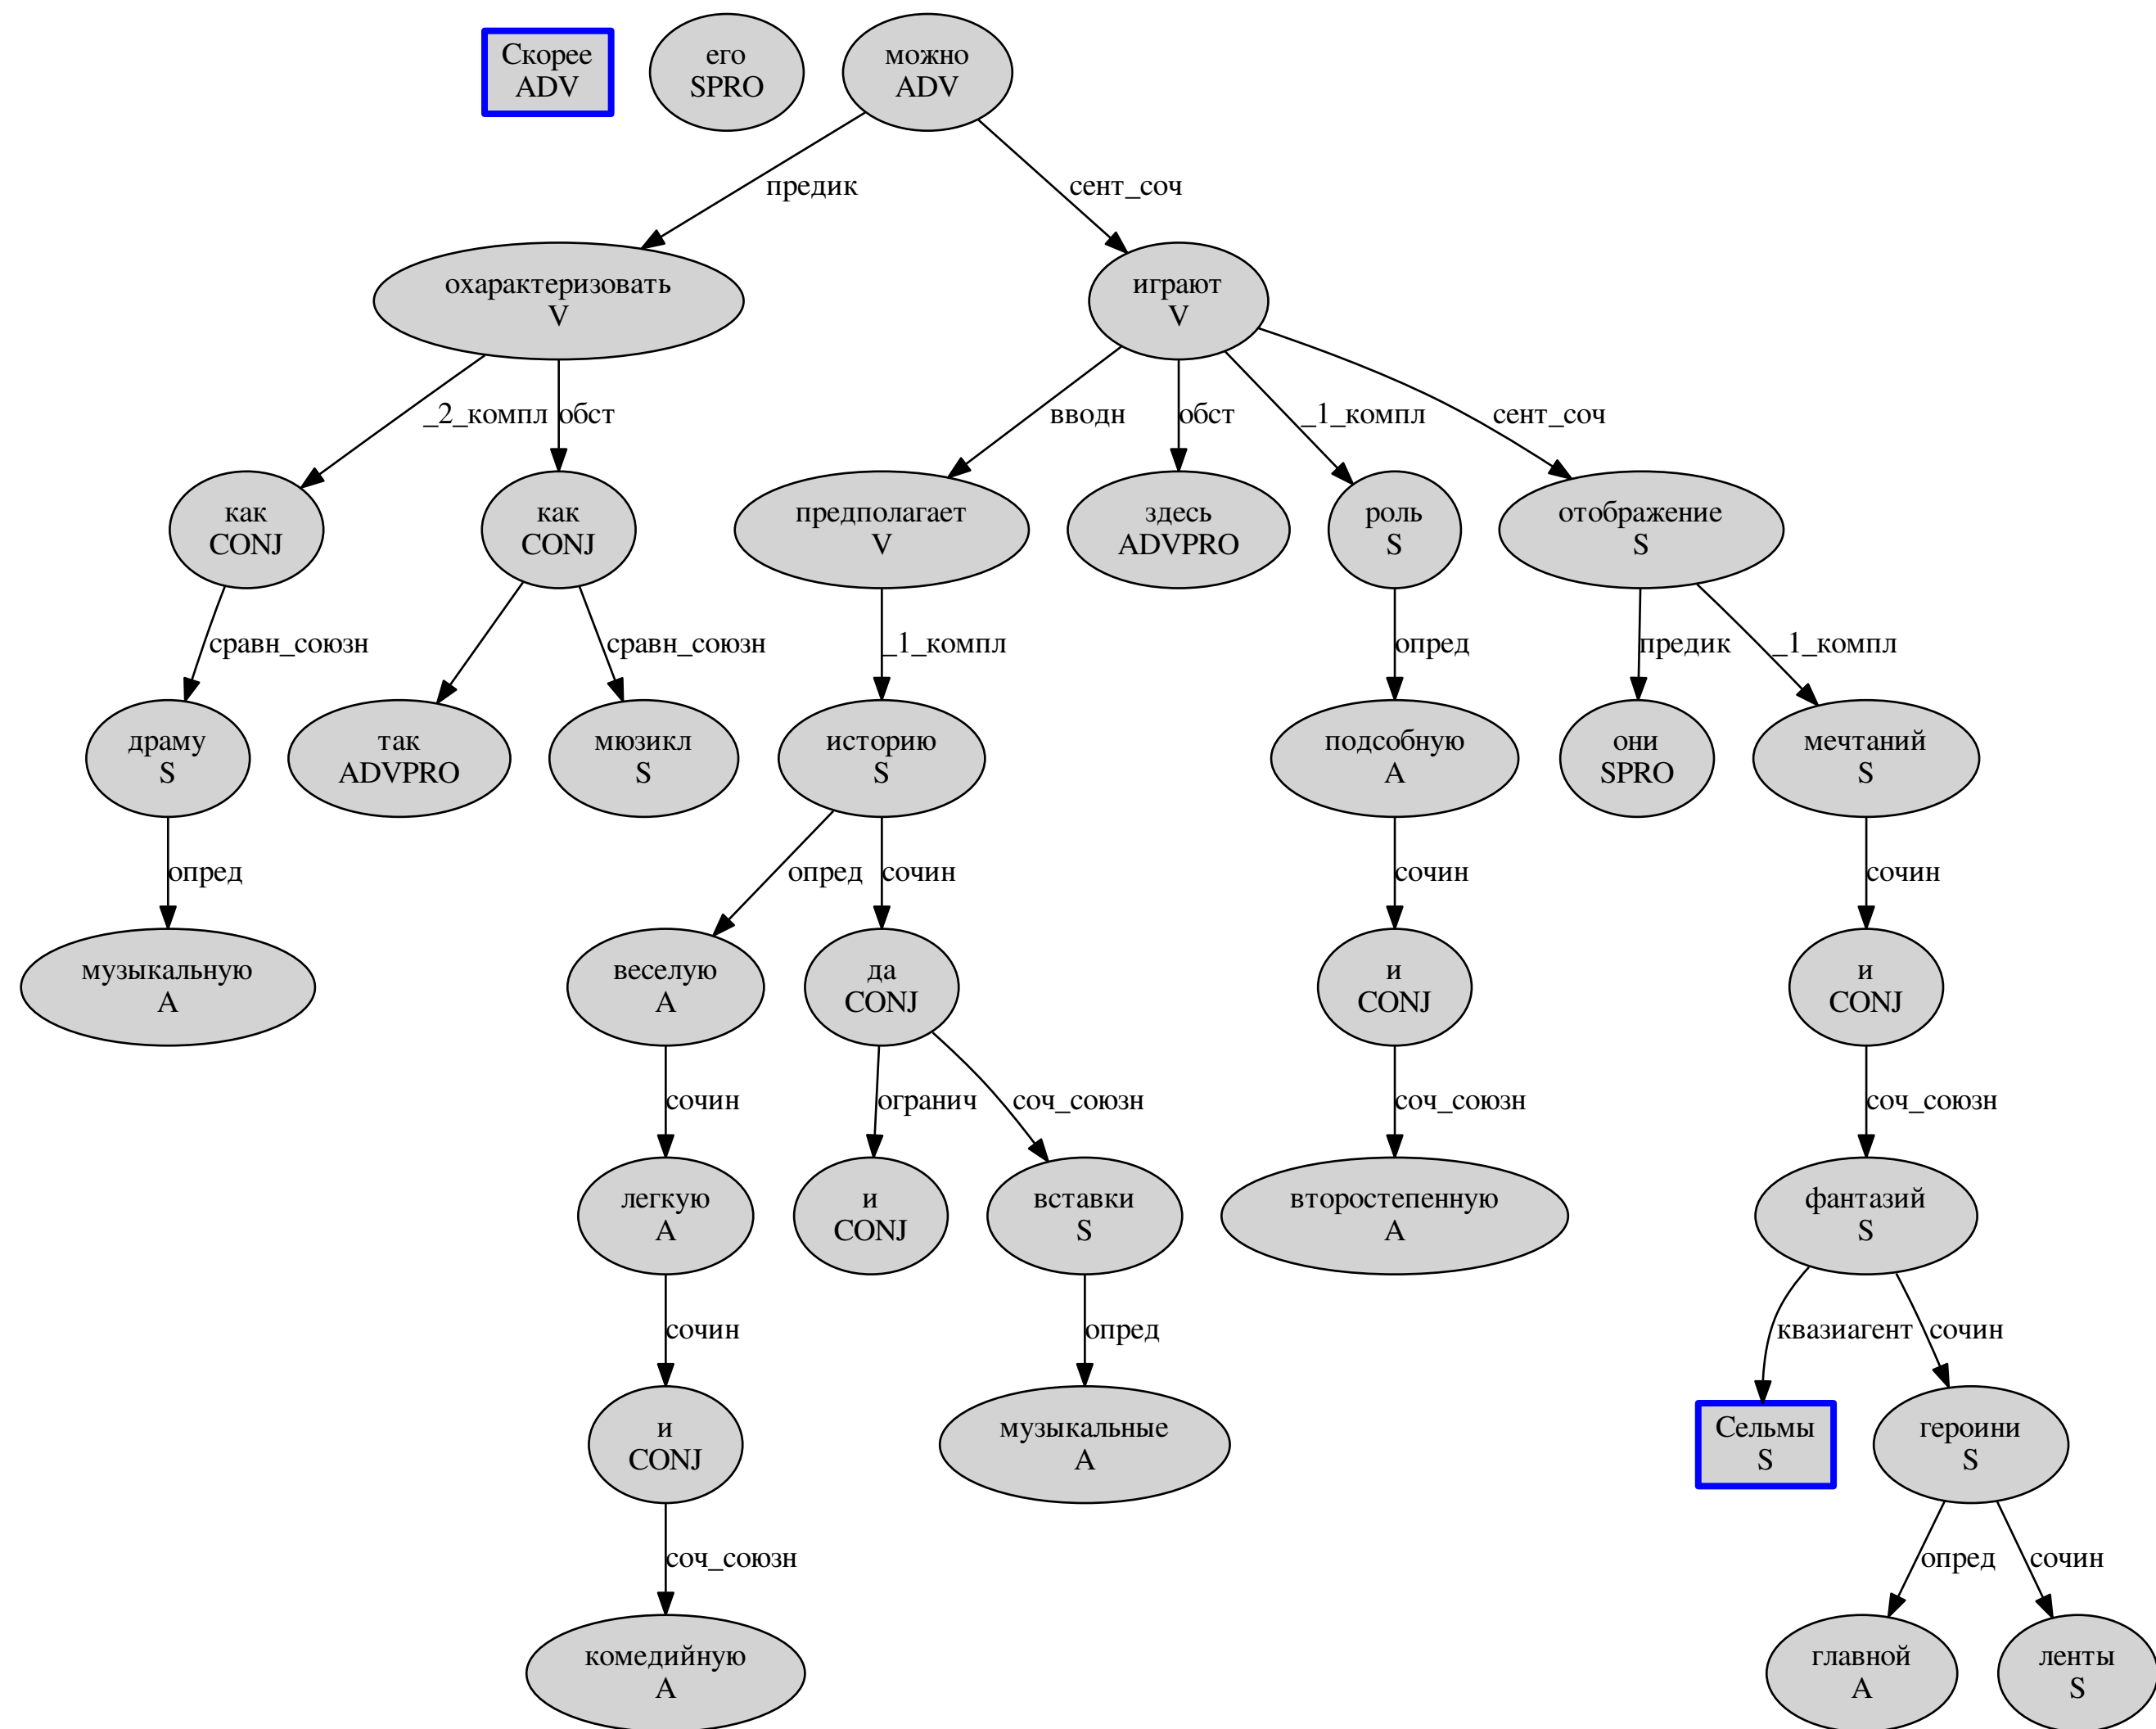 Скорее
ADV
его
SPRO
можно
ADV
предик
сент_соч
охарактеризовать
V
играют
V
_2_компл
обст
вводн
обст
_1_компл
сент_соч
как
CONJ
как
CONJ
предполагает
V
здесь
ADVPRO
роль
S
отображение
S
сравн_союзн
сравн_союзн
_1_компл
опред
предик
_1_компл
драму
S
так
ADVPRO
мюзикл
S
историю
S
подсобную
A
они
SPRO
мечтаний
S
опред
опред
сочин
сочин
сочин
музыкальную
A
веселую
A
да
CONJ
и
CONJ
и
CONJ
сочин
огранич
соч_союзн
соч_союзн
соч_союзн
легкую
A
и
CONJ
вставки
S
второстепенную
A
фантазий
S
сочин
опред
квазиагент
сочин
и
CONJ
музыкальные
A
Сельмы
S
героини
S
соч_союзн
опред
сочин
комедийную
A
главной
A
ленты
S